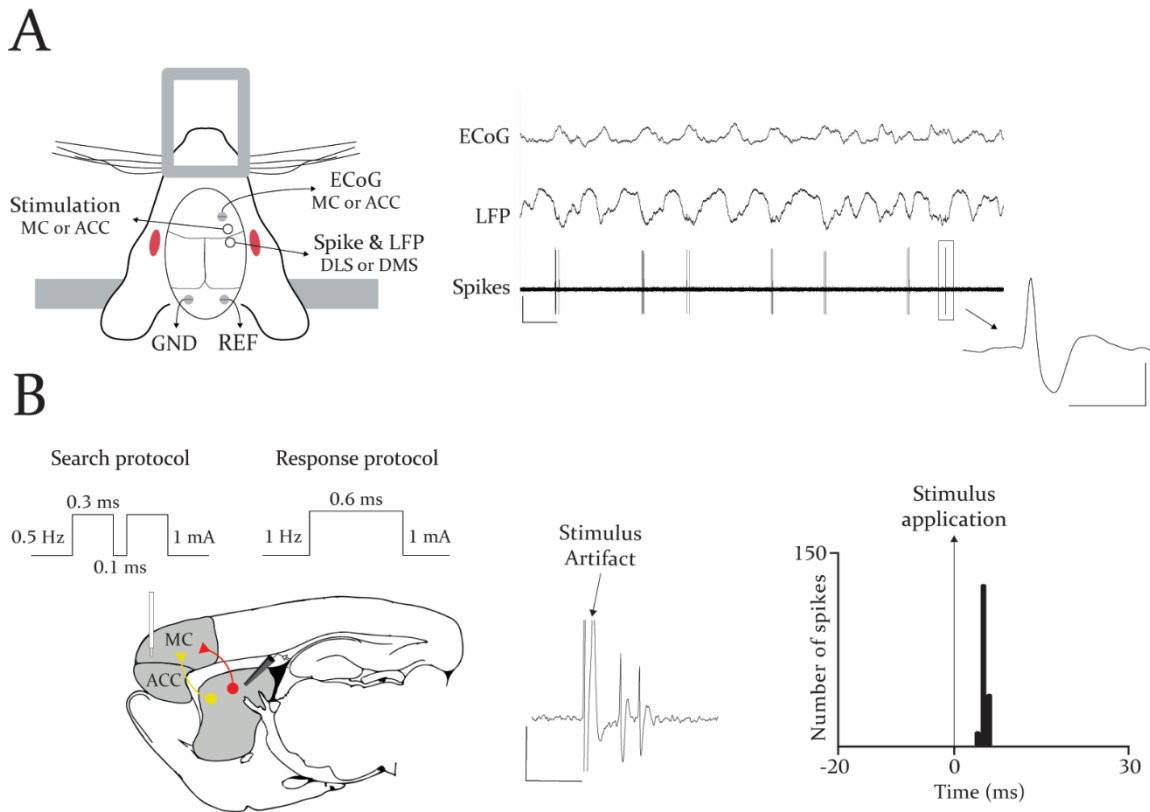 A
ECoG
MC or ACC
Stimulation
MC or ACC
Spike & LFP
DLS or DMS
GND
REF
ECoG
LFP
Spikes
B
Search protocol
0.3 ms
0.5 Hz
1 mA
0.1 ms
Response protocol
0.6 ms
1 Hz
1 mA
MC
ACC
Stimulus
Artifact
Stimulus
application
150
Number of spikes
-20
0
30
Time (ms)